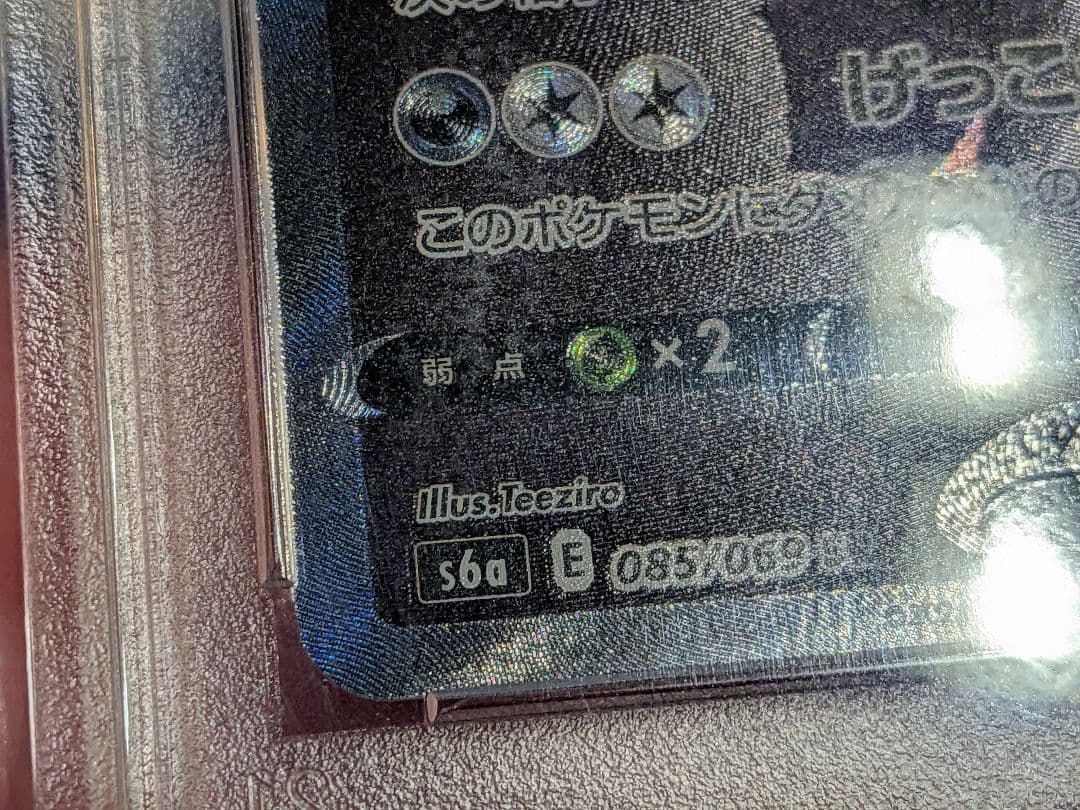 げっこ
このポケモンにダ
弱 点 ×2
Illus.Teeziro
s6a E 085/069